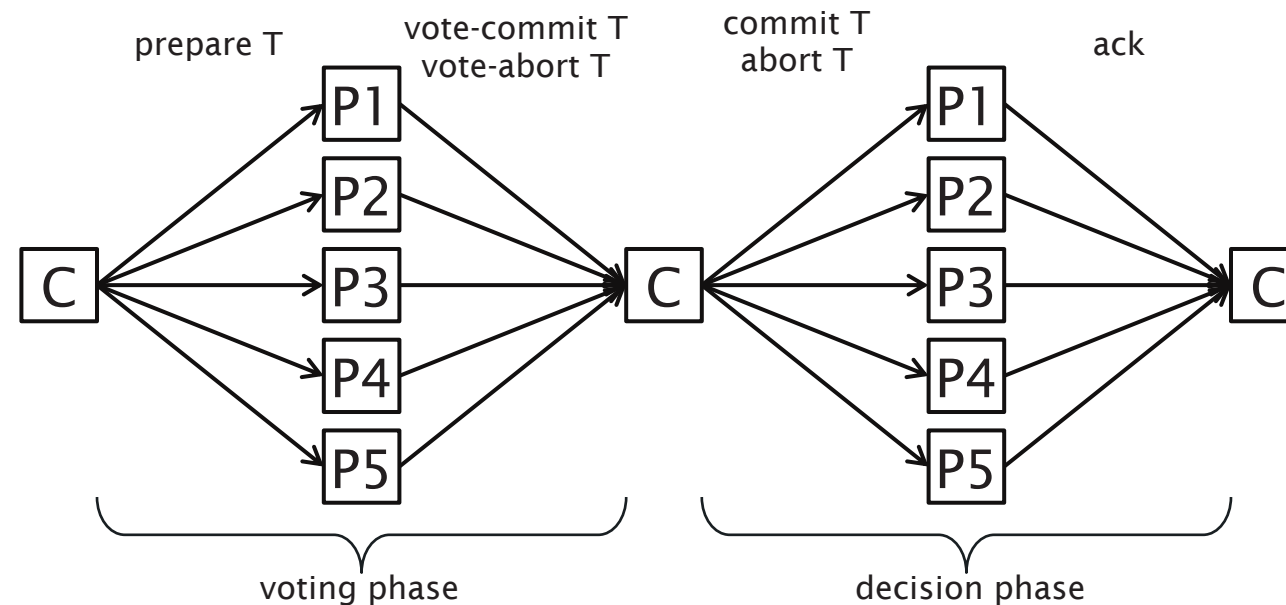 prepare T
vote-commit T
vote-abort T
commit T
abort T
ack
P1
P2
P3
P4
P5
C
C
P1
P2
P3
P4
P5
C
voting phase
decision phase